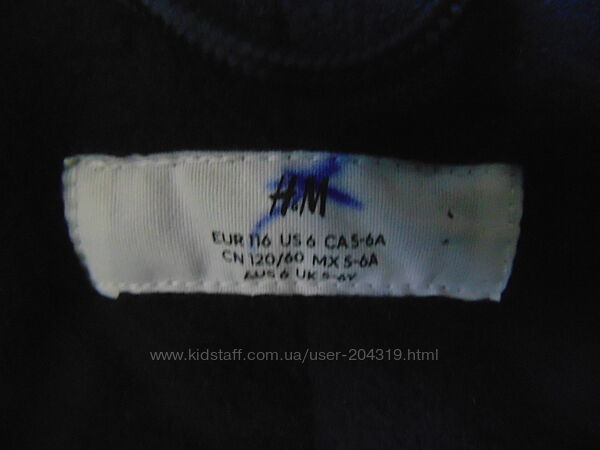 H&M
EUR 116 US 6 CA 5-6A
CN 120/60 MX 5-6A
AUS 6 UK 5-6Y
www.kidstaff.com.ua/user-204319.html